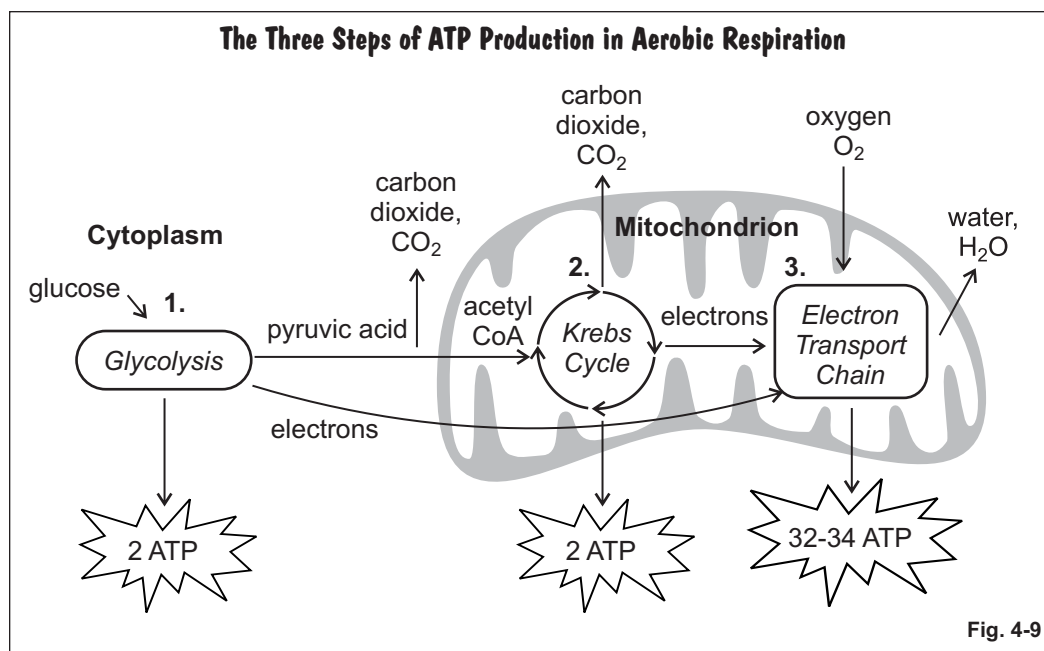 The Three Steps of ATP Production in Aerobic Respiration
carbon
dioxide,
CO₂
oxygen
O₂
carbon
dioxide,
CO₂
water,
H₂O
Cytoplasm
Mitochondrion
glucose
1.
2.
3.
pyruvic acid
acetyl
CoA
electrons
Glycolysis
Krebs
Cycle
Electron
Transport
Chain
electrons
2 ATP
2 ATP
32-34 ATP
Fig. 4-9